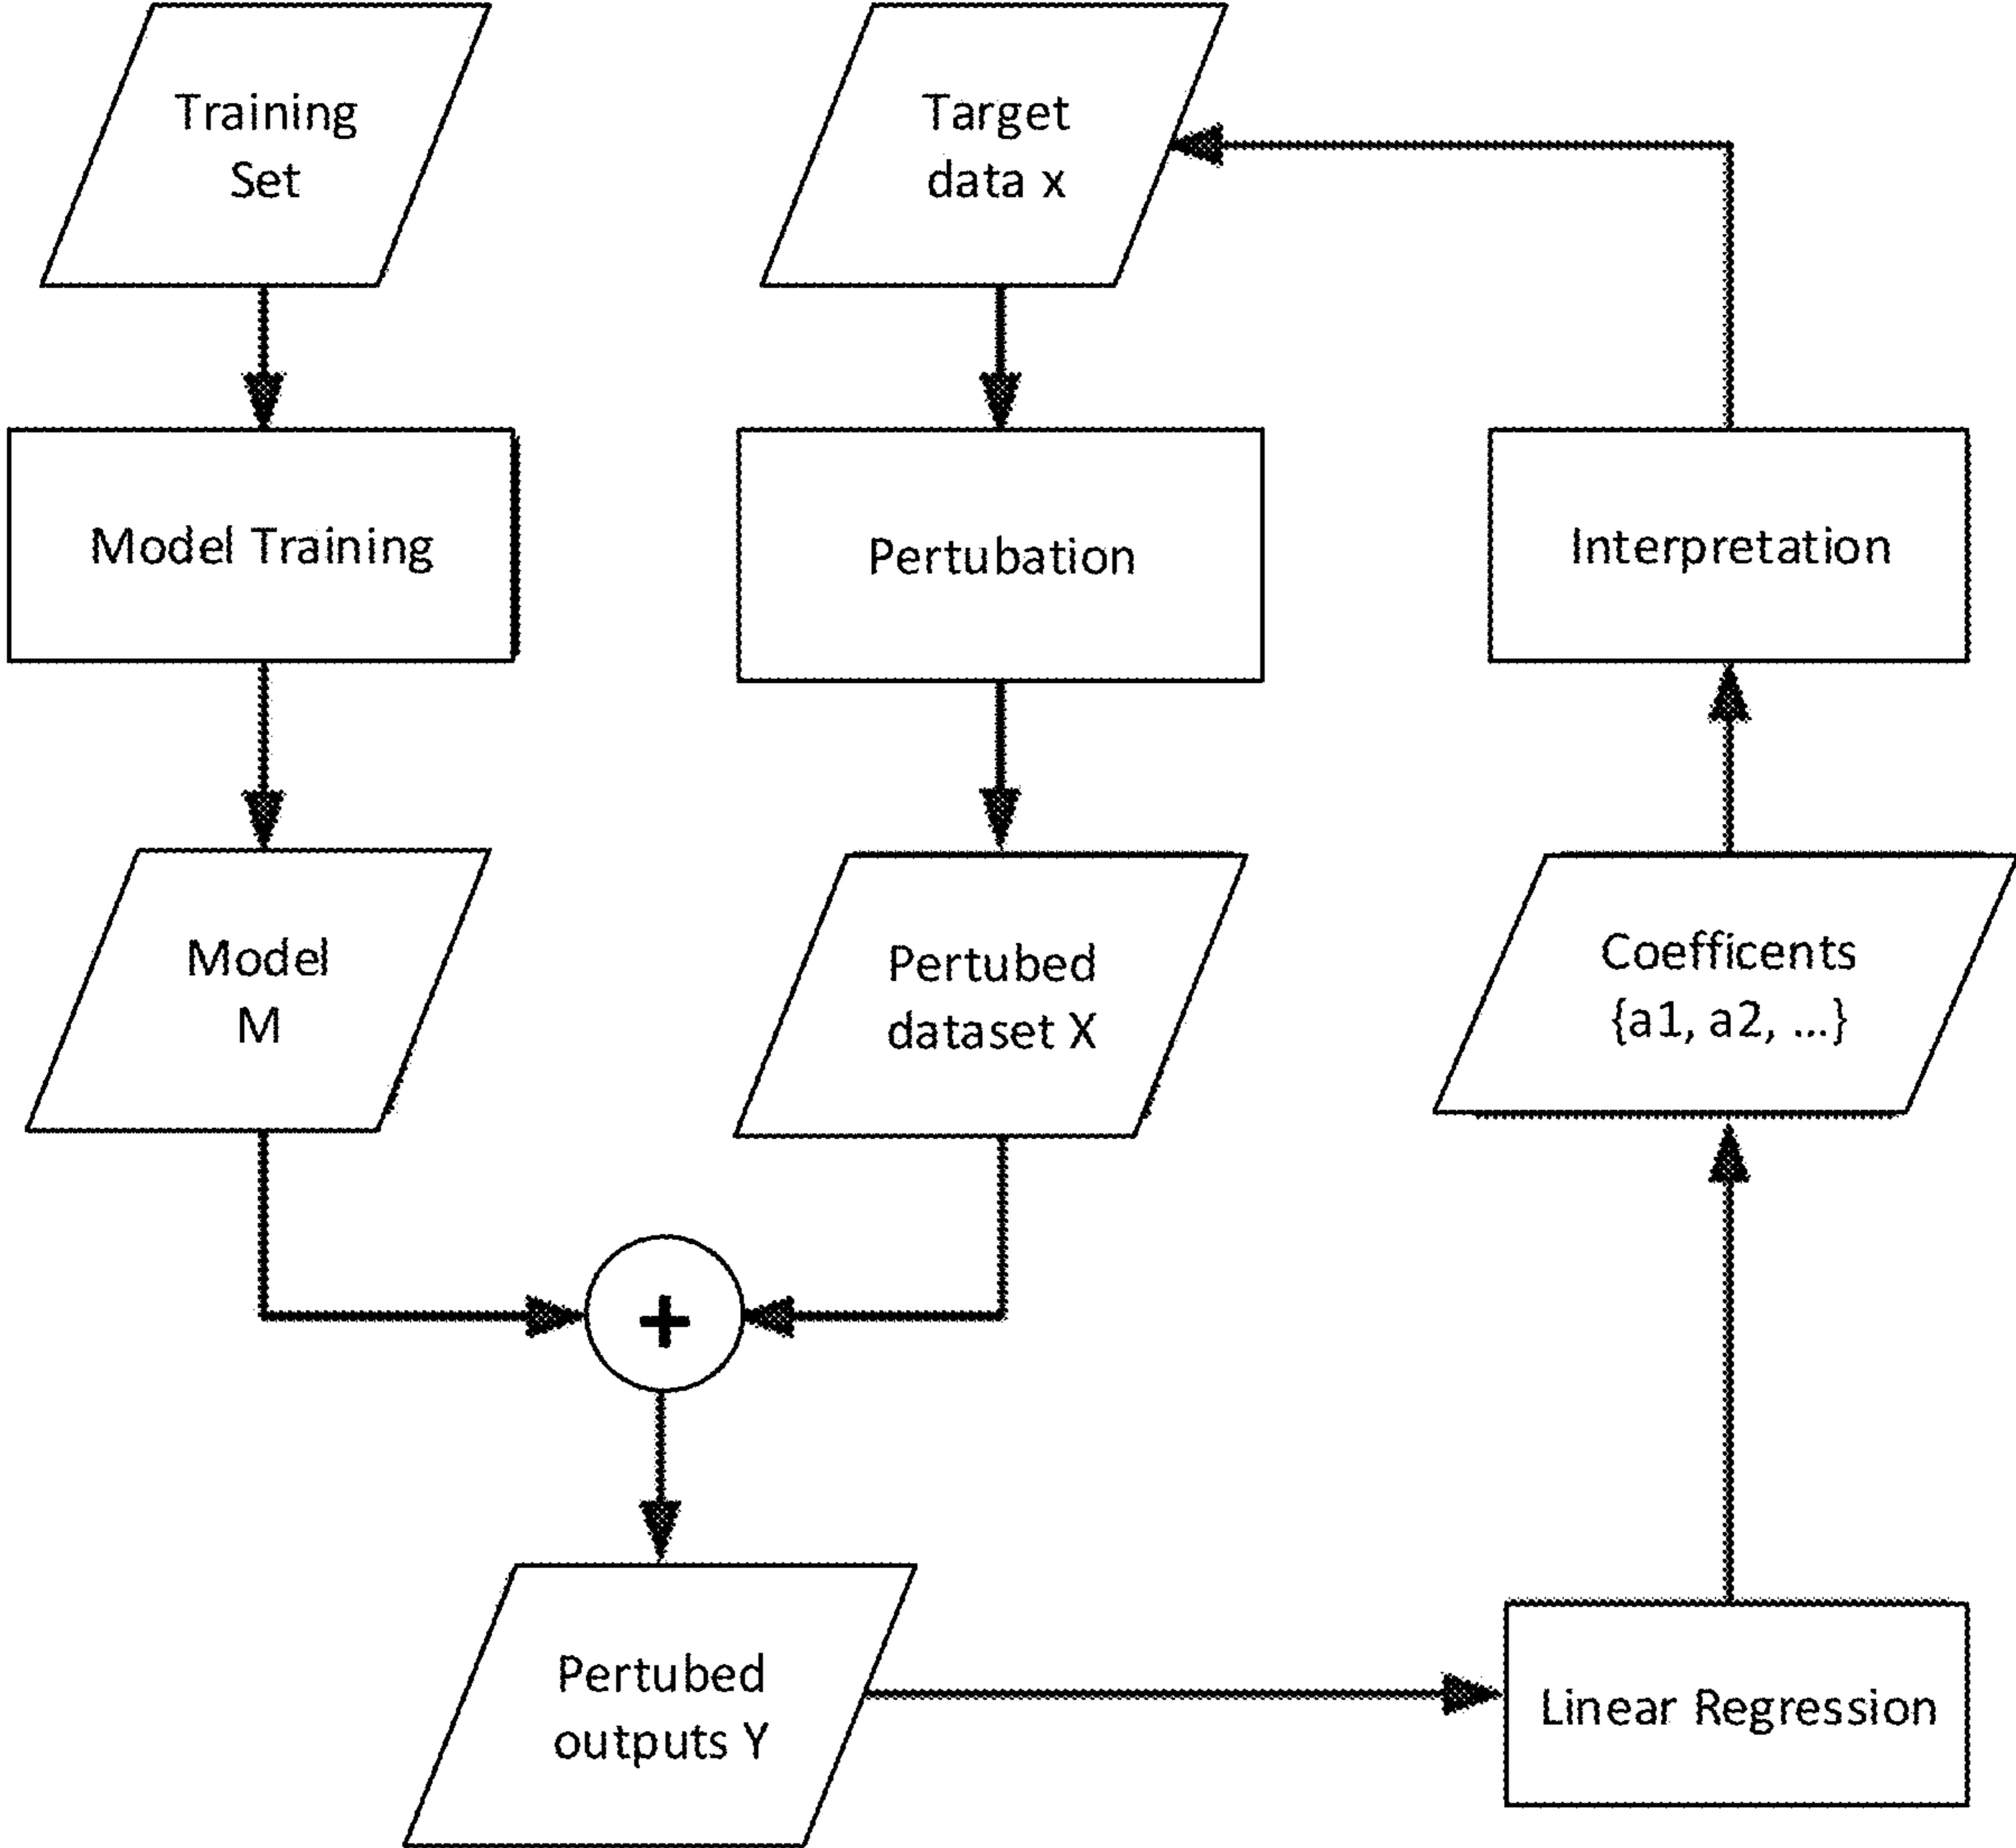 Training
Set
Target
data x
Model Training
Pertubation
Interpretation
Model
M
Pertubed
dataset X
Coefficents
{a1, a2, ...}
+
Pertubed
outputs Y
Linear Regression